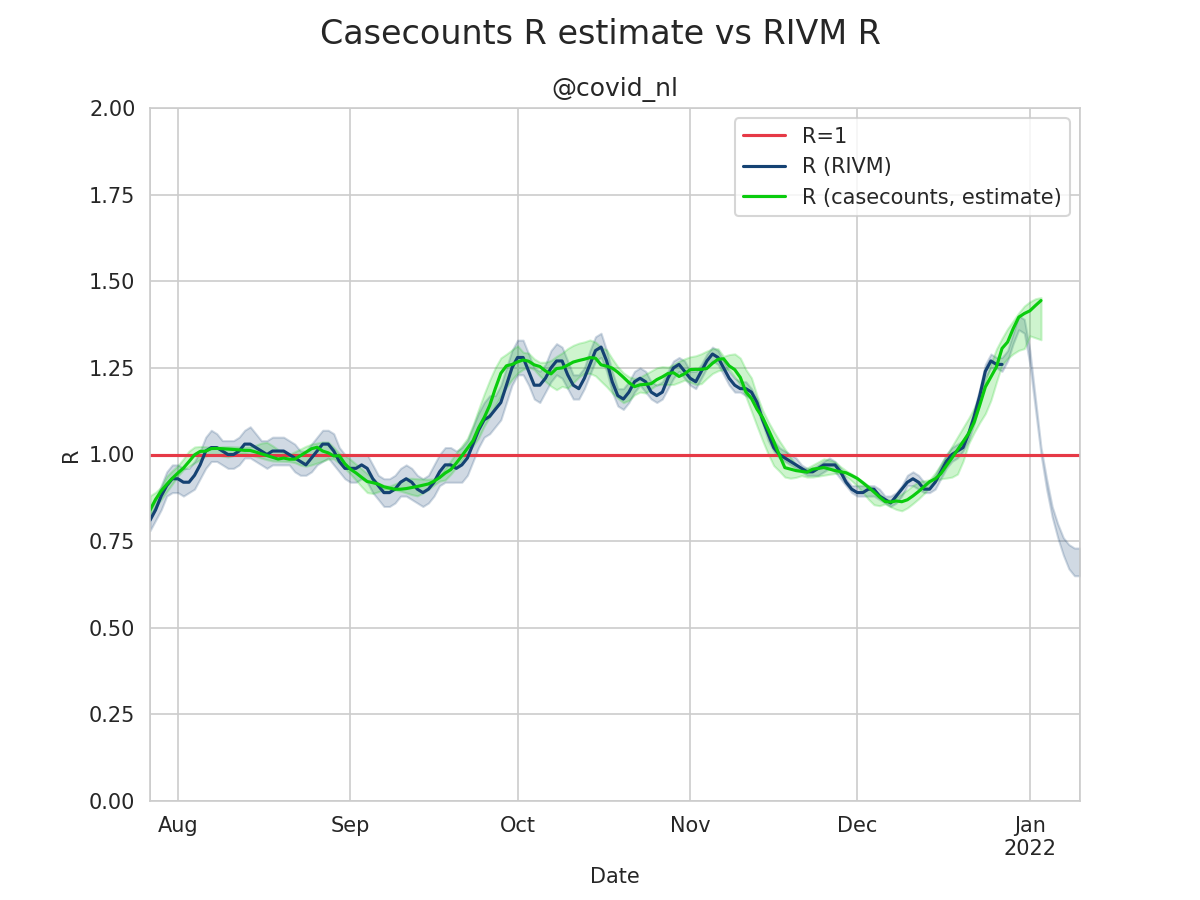 Casecounts R estimate vs RIVM R
@covid_nl
R=1
R (RIVM)
R (casecounts, estimate)
2.00
1.75
1.50
1.25
1.00
0.75
0.50
0.25
0.00
R
Aug Sep Oct Nov Dec Jan
2022
Date